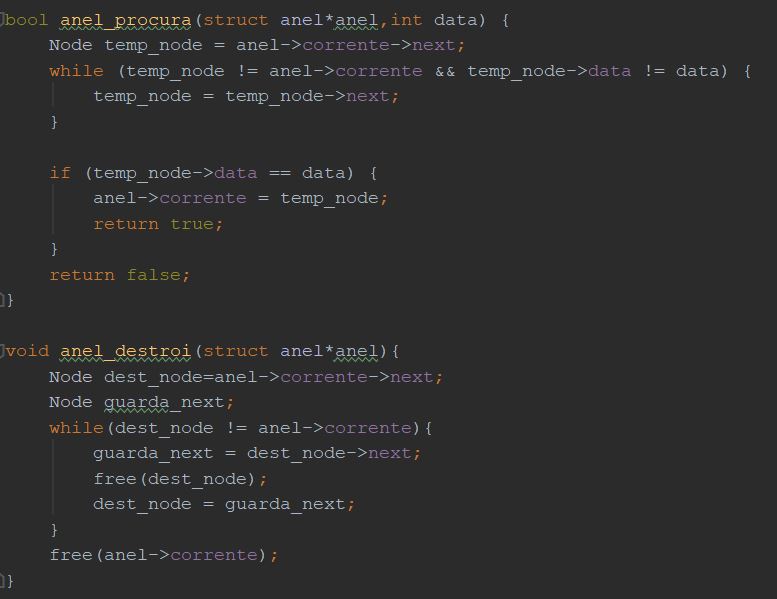 bool anel_procura(struct anel*anel,int data) {
    Node temp_node = anel->corrente->next;
    while (temp_node != anel->corrente && temp_node->data != data) {
        temp_node = temp_node->next;
    }

    if (temp_node->data == data) {
        anel->corrente = temp_node;
        return true;
    }
    return false;
}

void anel_destroi(struct anel*anel){
    Node dest_node=anel->corrente->next;
    Node guarda_next;
    while(dest_node != anel->corrente){
        guarda_next = dest_node->next;
        free(dest_node);
        dest_node = guarda_next;
    }
    free(anel->corrente);
}